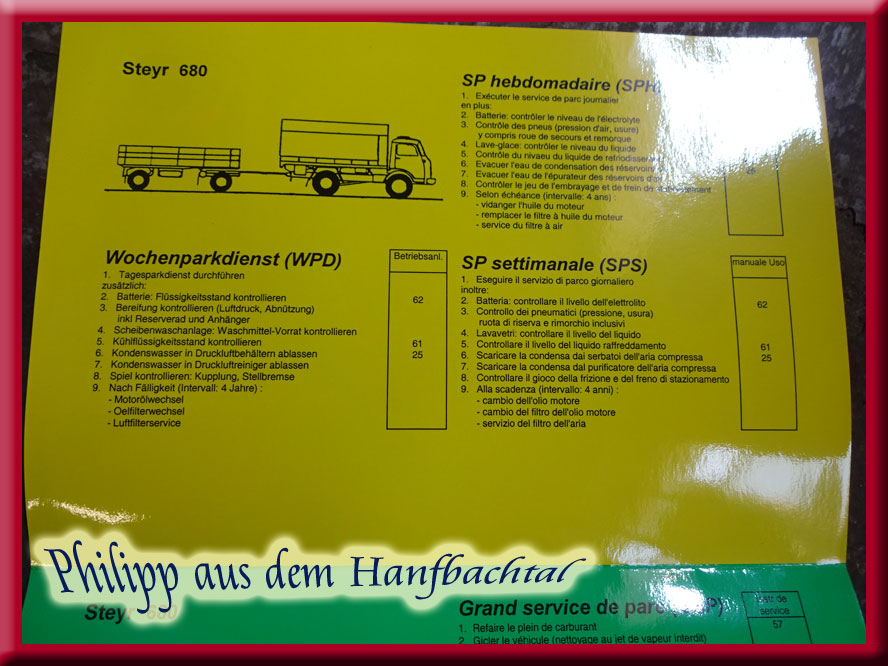 Steyr 680
SP hebdomadaire (SPH)
1. Exécuter le service de parc journalier
en plus:
2. Batterie: contrôler le niveau de l'électrolyte
3. Contrôle des pneus (pression d'air, usure)
y compris roue de secours et remorque
4. Lave-glace: contrôler le niveau du liquide
5. Contrôle du nivaeu du liquide de
6. Evacuer l'eau de condensation des réservoirs
7. Evacuer l'eau de l'épurateur des réservoirs
8. Contrôler le jeu de l'embrayage et de frein de
9. Selon échéance (intervalle: 4 ans) :
- vidanger l'huile du moteur
- remplacer le filtre à huile du moteur
- service du filtre à air
Wochenparkdienst (WPD)
1. Tagesparkdienst durchführen
zusätzlich:
2. Batterie: Flüssigkeitsstand kontrollieren
3. Bereifung kontrollieren (Luftdruck, Abnützung)
inkl Reserverad und Anhänger
4. Scheibenwaschanlage: Waschmittel-Vorrat kontrollieren
5. Kühlflüssigkeitsstand kontrollieren
6. Kondenswasser in Druckluftbehältern ablassen
7. Kondenswasser in Druckluftreiniger ablassen
8. Spiel kontrollieren: Kupplung, Stellbremse
9. Nach Fälligkeit (Intervall: 4 Jahre) :
- Motorölwechsel
- Oelfilterwechsel
- Luftfilterservice
Betriebsanl.
62
61
25
SP settimanale (SPS)
1. Eseguire il servizio di parco giornaliero
inoltre:
2. Batteria: controllare il livello dell'elettrolito
3. Controllo dei pneumatici (pressione, usura)
ruota di riserva e rimorchio inclusivi
4. Lavavetri: controllare il livello del liquido
5. Controllare il livello del liquido raffreddamento
6. Scaricare la condensa dai serbatoi dell'aria compressa
7. Scaricare la condensa dal purificatore dell'aria compressa
8. Controllare il gioco della frizione e del freno di stazionamento
9. Alla scadenza (intervallo: 4 anni) :
- cambio dell'olio motore
- cambio del filtro dell'olio motore
- servizio del filtro dell'aria
manuale Uso
62
61
25
Philipp aus dem Hanfbachtal
Steyr 680
Grand service de parc
1. Refaire le plein de carburant
2. Gicler le véhicule (nettoyage au jet de vapeur interdit)
de
service
57